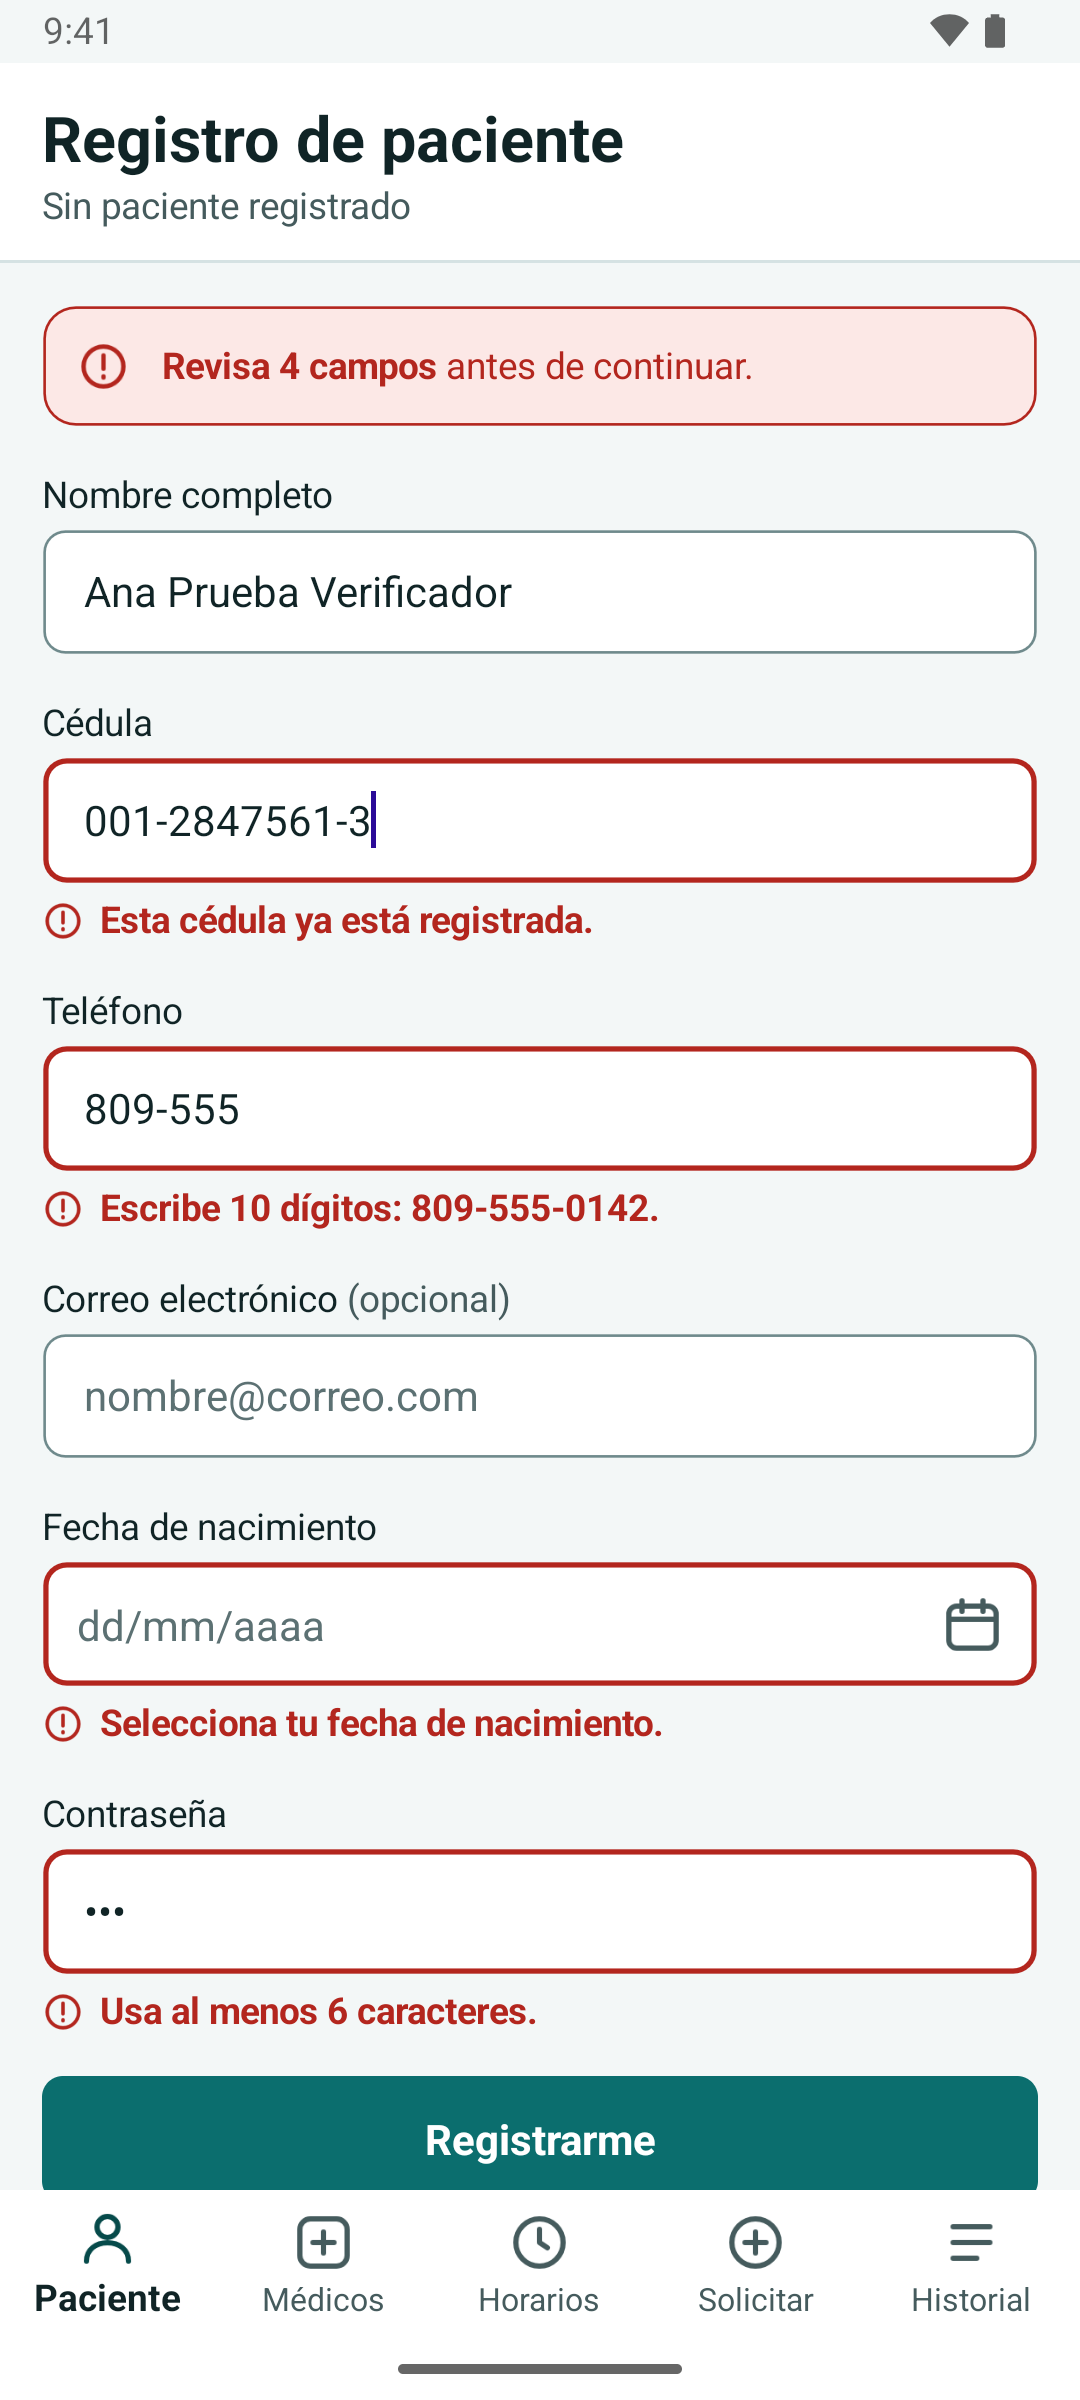 9:41
Registro de paciente
Sin paciente registrado
Revisa 4 campos antes de continuar.
Nombre completo
Ana Prueba Verificador
Cédula
001-2847561-3
Esta cédula ya está registrada.
Teléfono
809-555
Escribe 10 dígitos: 809-555-0142.
Correo electrónico (opcional)
nombre@correo.com
Fecha de nacimiento
dd/mm/aaaa
Selecciona tu fecha de nacimiento.
Contraseña
•••
Usa al menos 6 caracteres.
Registrarme
Paciente Médicos Horarios Solicitar Historial